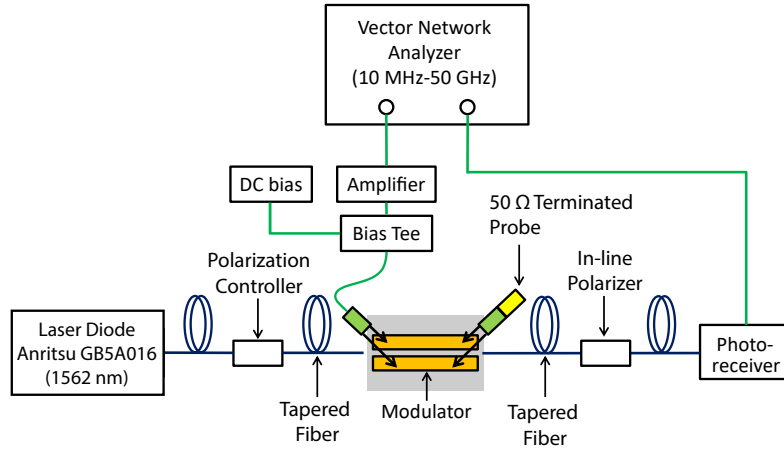 Vector Network
Analyzer
(10 MHz-50 GHz)
DC bias
Amplifier
Bias Tee
50 Ω Terminated
Probe
Polarization
Controller
In-line
Polarizer
Laser Diode
Anritsu GB5A016
(1562 nm)
Photo-
receiver
Tapered
Fiber
Modulator
Tapered
Fiber